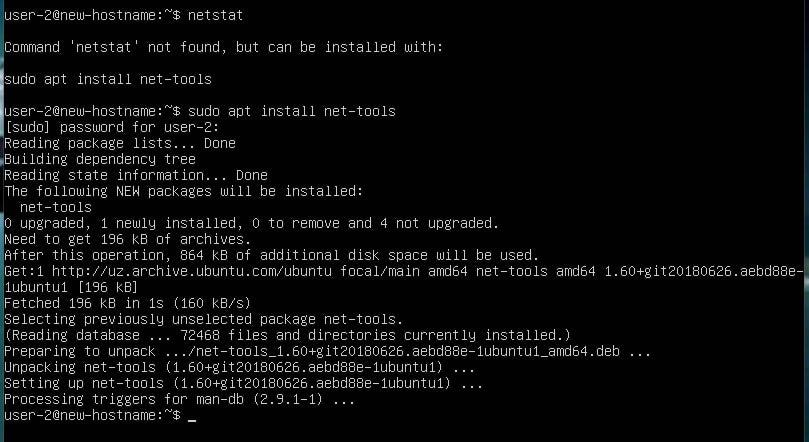 user-2@new-hostname:~$ netstat
Command 'netstat' not found, but can be installed with:
sudo apt install net-tools
user-2@new-hostname:~$ sudo apt install net-tools
[sudo] password for user-2:
Reading package lists... Done
Building dependency tree
Reading state information... Done
The following NEW packages will be installed:
  net-tools
0 upgraded, 1 newly installed, 0 to remove and 4 not upgraded.
Need to get 196 kB of archives.
After this operation, 864 kB of additional disk space will be used.
Get:1 http://uz.archive.ubuntu.com/ubuntu focal/main amd64 net-tools amd64 1.60+git20180626.aebd88e-
1ubuntu1 [196 kB]
Fetched 196 kB in 1s (160 kB/s)
Selecting previously unselected package net-tools.
(Reading database ... 72468 files and directories currently installed.)
Preparing to unpack .../net-tools_1.60+git20180626.aebd88e-1ubuntu1_amd64.deb ...
Unpacking net-tools (1.60+git20180626.aebd88e-1ubuntu1) ...
Setting up net-tools (1.60+git20180626.aebd88e-1ubuntu1) ...
Processing triggers for man-db (2.9.1-1) ...
user-2@new-hostname:~$ _